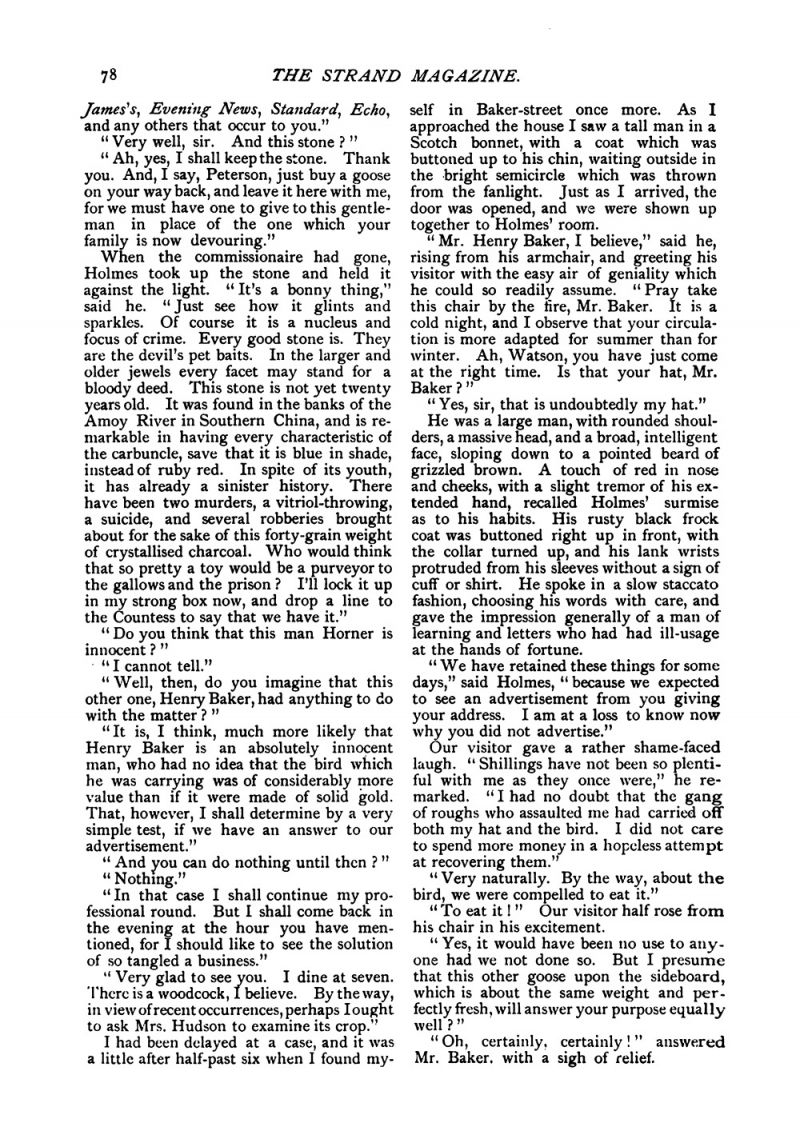 78
THE STRAND MAGAZINE.
James's, Evening News, Standard, Echo,
and any others that occur to you."
"Very well, sir. And this stone?"
"Ah, yes, I shall keep the stone. Thank
you. And, I say, Peterson, just buy a goose
on your way back, and leave it here with me,
for we must have one to give to this gentle-
man in place of the one which your
family is now devouring."
When the commissionaire had gone,
Holmes took up the stone and held it
against the light. "It's a bonny thing,"
said he. "Just see how it glints and
sparkles. Of course it is a nucleus and
focus of crime. Every good stone is. They
are the devil's pet baits. In the larger and
older jewels every facet may stand for a
bloody deed. This stone is not yet twenty
years old. It was found in the banks of the
Amoy River in Southern China, and is re-
markable in having every characteristic of
the carbuncle, save that it is blue in shade,
instead of ruby red. In spite of its youth,
it has already a sinister history. There
have been two murders, a vitriol-throwing,
a suicide, and several robberies brought
about for the sake of this forty-grain weight
of crystallised charcoal. Who would think
that so pretty a toy would be a purveyor to
the gallows and the prison? I'll lock it up
in my strong box now, and drop a line to
the Countess to say that we have it."
"Do you think that this man Horner is
innocent?"
"I cannot tell."
"Well, then, do you imagine that this
other one, Henry Baker, had anything to do
with the matter?"
"It is, I think, much more likely that
Henry Baker is an absolutely innocent
man, who had no idea that the bird which
he was carrying was of considerably more
value than if it were made of solid gold.
That, however, I shall determine by a very
simple test, if we have an answer to our
advertisement."
"And you can do nothing until then?"
"Nothing."
"In that case I shall continue my pro-
fessional round. But I shall come back in
the evening at the hour you have men-
tioned, for I should like to see the solution
of so tangled a business."
"Very glad to see you. I dine at seven.
There is a woodcock, I believe. By the way,
in view of recent occurrences, perhaps I ought
to ask Mrs. Hudson to examine its crop."
I had been delayed at a case, and it was
a little after half-past six when I found my-
self in Baker-street once more. As I
approached the house I saw a tall man in a
Scotch bonnet, with a coat which was
buttoned up to his chin, waiting outside in
the bright semicircle which was thrown
from the fanlight. Just as I arrived, the
door was opened, and we were shown up
together to Holmes' room.
"Mr. Henry Baker, I believe," said he,
rising from his armchair, and greeting his
visitor with the easy air of geniality which
he could so readily assume. "Pray take
this chair by the fire, Mr. Baker. It is a
cold night, and I observe that your circula-
tion is more adapted for summer than for
winter. Ah, Watson, you have just come
at the right time. Is that your hat, Mr.
Baker?"
"Yes, sir, that is undoubtedly my hat."
He was a large man, with rounded shoul-
ders, a massive head, and a broad, intelligent
face, sloping down to a pointed beard of
grizzled brown. A touch of red in nose
and cheeks, with a slight tremor of his ex-
tended hand, recalled Holmes' surmise
as to his habits. His rusty black frock
coat was buttoned right up in front, with
the collar turned up, and his lank wrists
protruded from his sleeves without a sign of
cuff or shirt. He spoke in a slow staccato
fashion, choosing his words with care, and
gave the impression generally of a man of
learning and letters who had had ill-usage
at the hands of fortune.
"We have retained these things for some
days," said Holmes, "because we expected
to see an advertisement from you giving
your address. I am at a loss to know now
why you did not advertise."
Our visitor gave a rather shame-faced
laugh. "Shillings have not been so plenti-
ful with me as they once were," he re-
marked. "I had no doubt that the gang
of roughs who assaulted me had carried off
both my hat and the bird. I did not care
to spend more money in a hopeless attempt
at recovering them."
"Very naturally. By the way, about the
bird, we were compelled to eat it."
"To eat it!" Our visitor half rose from
his chair in his excitement.
"Yes, it would have been no use to any-
one had we not done so. But I presume
that this other goose upon the sideboard,
which is about the same weight and per-
fectly fresh, will answer your purpose equally
well?"
"Oh, certainly, certainly!" answered
Mr. Baker, with a sigh of relief.